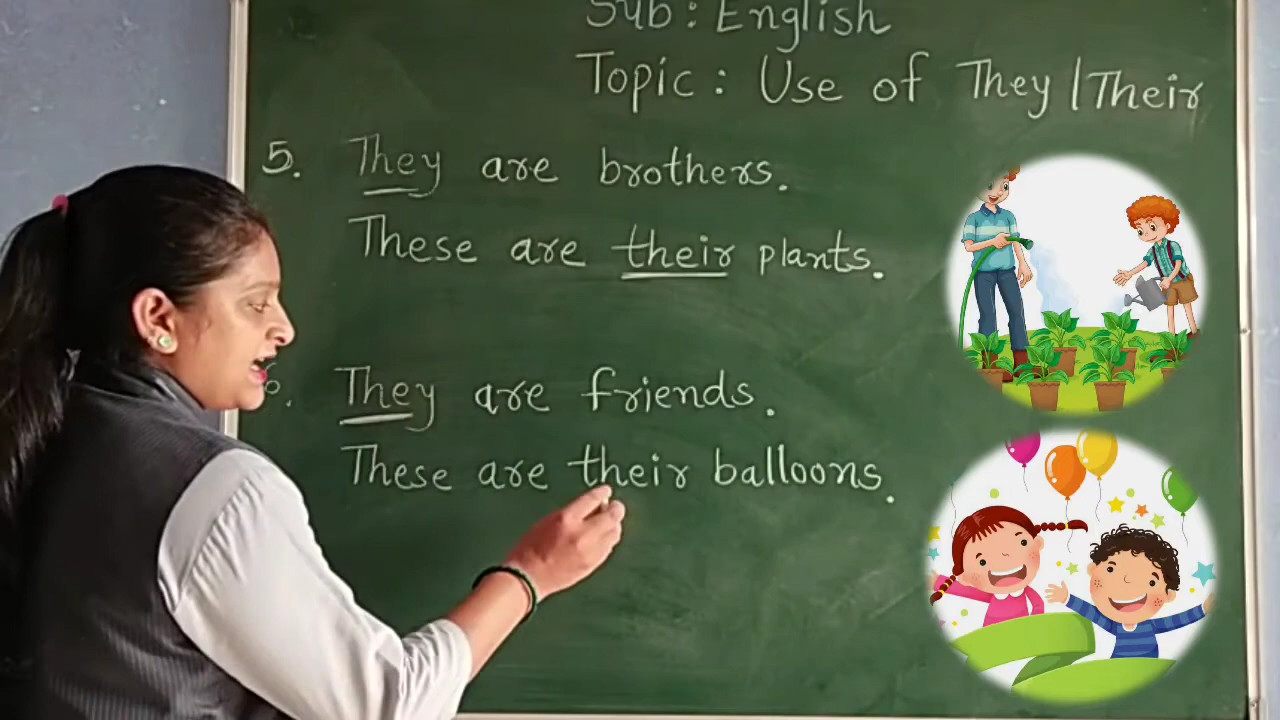 Sub : English
Topic : Use of They / Their
5. They are brothers.
These are their plants.
They are friends.
These are their balloons.